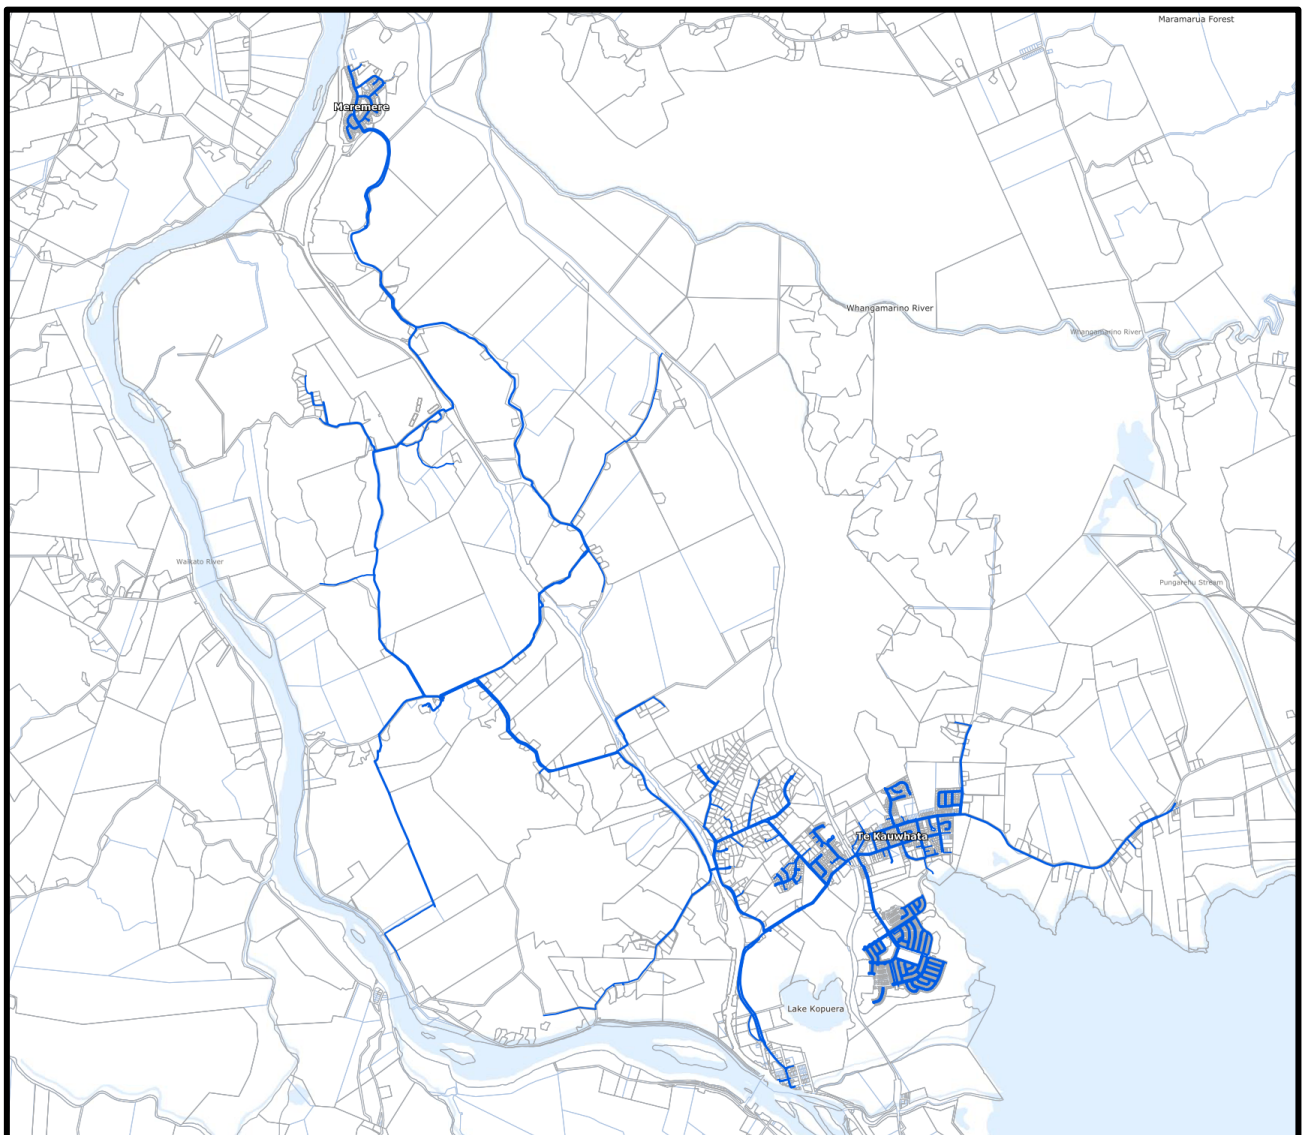 Maramarua Forest
Meremere
Whangamarino River
Whangamarino River
Waikato River
Pungarehu Stream
Te Kauwhata
Lake Kopuera